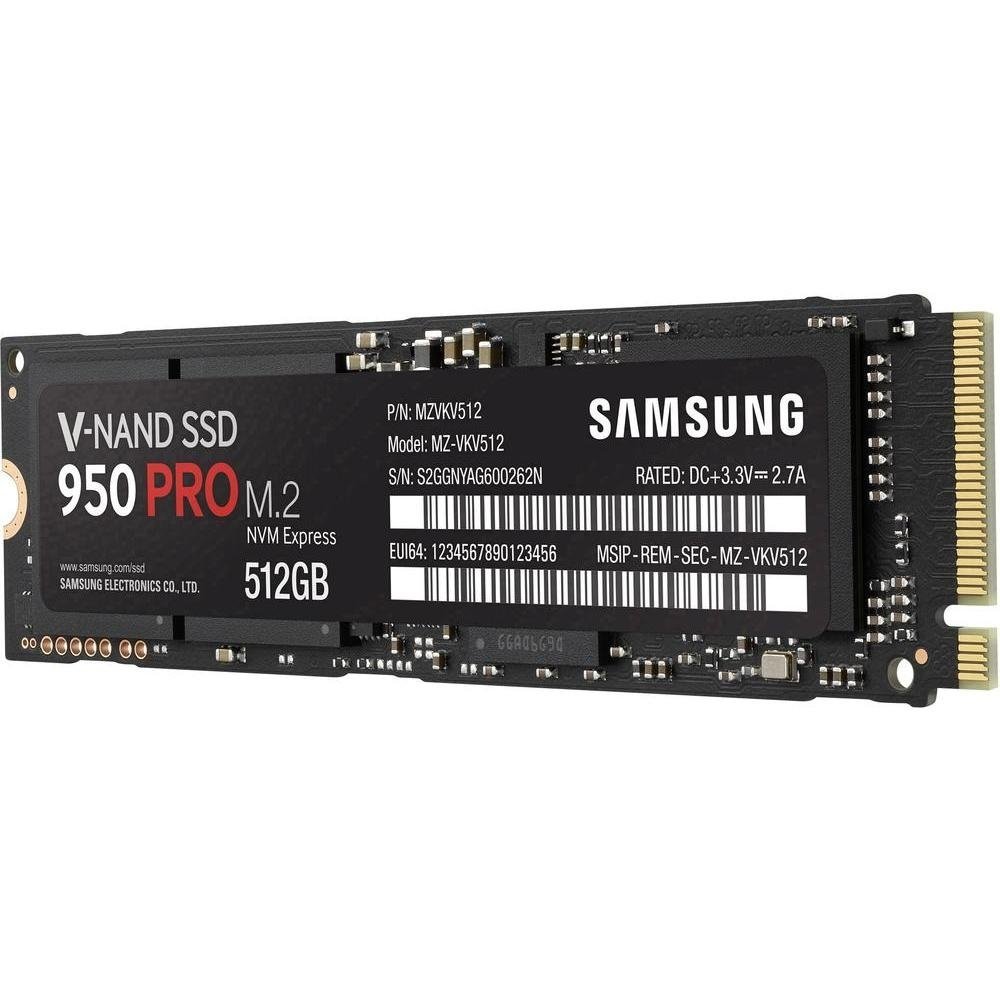 V-NAND SSD
950 PRO M.2
NVM Express
www.samsung.com/ssd
SAMSUNG ELECTRONICS CO., LTD.
512GB
P/N: MZVKV512
Model: MZ-VKV512
S/N: S2GGNYAG600262N
SAMSUNG
RATED: DC+3.3V⎓ 2.7A
EUI64: 1234567890123456
MSIP-REM-SEC-MZ-VKV512